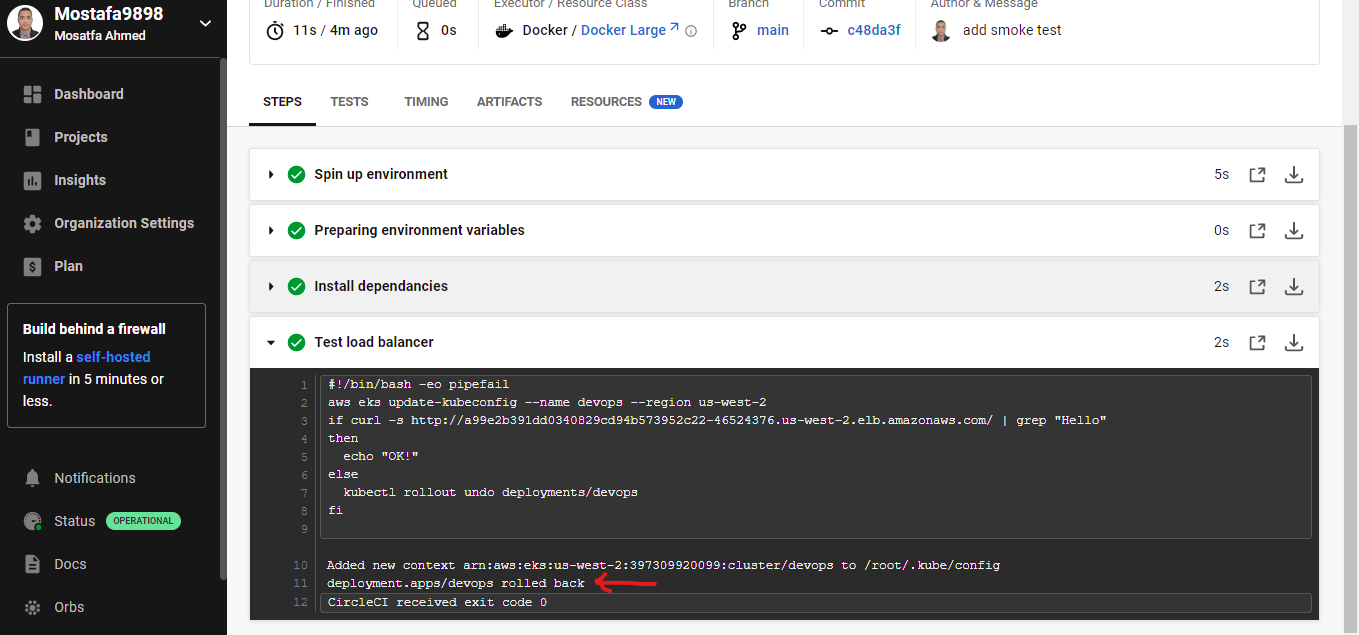 Mostafa9898
Mosatfa Ahmed
Dashboard
Projects
Insights
Organization Settings
Plan
Build behind a firewall
Install a self-hosted
runner in 5 minutes or
less.
Notifications
Status OPERATIONAL
Docs
Orbs
Duration / Finished
11s / 4m ago
Queued
0s
Executor / Resource Class
Docker / Docker Large
Branch
main
Commit
c48da3f
Author & Message
add smoke test
STEPS TESTS TIMING ARTIFACTS RESOURCES NEW
Spin up environment 5s
Preparing environment variables 0s
Install dependancies 2s
Test load balancer 2s
1 #!/bin/bash -eo pipefail
2 aws eks update-kubeconfig --name devops --region us-west-2
3 if curl -s http://a99e2b391dd0340829cd94b573952c22-46524376.us-west-2.elb.amazonaws.com/ | grep "Hello"
4 then
5 echo "OK!"
6 else
7 kubectl rollout undo deployments/devops
8 fi
9
10 Added new context arn:aws:eks:us-west-2:397309920099:cluster/devops to /root/.kube/config
11 deployment.apps/devops rolled back
12 CircleCI received exit code 0